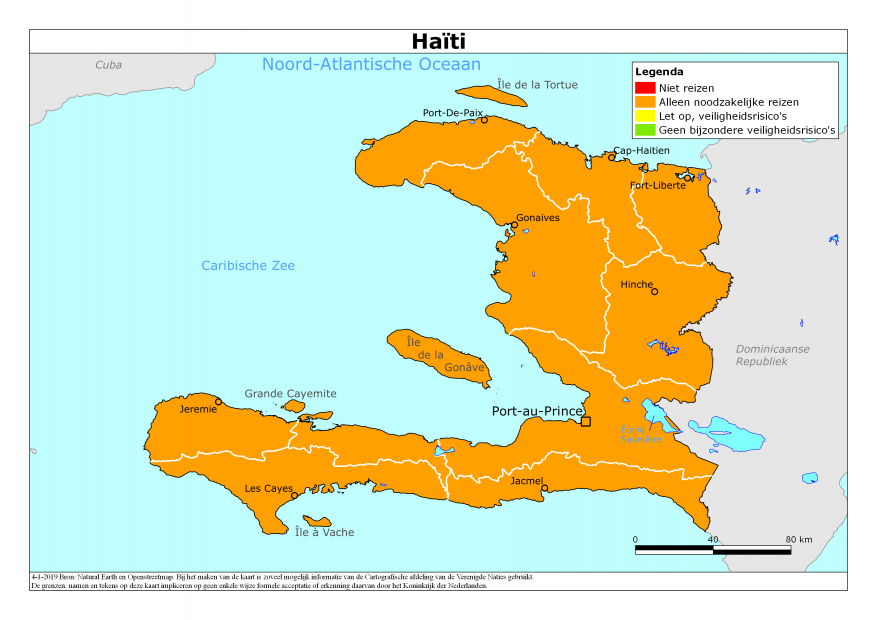 Haïti
Cuba
Noord-Atlantische Oceaan
Île de la Tortue
Legenda
Niet reizen
Alleen noodzakelijke reizen
Let op, veiligheidsrisico's
Geen bijzondere veiligheidsrisico's
Port-De-Paix
Cap-Haitien
Fort-Liberte
Gonaives
Caribische Zee
Hinche
Île
de la
Gonâve
Dominicaanse
Republiek
Grande Cayemite
Jeremie
Port-au-Prince
Étang
Saumâtre
Les Cayes
Jacmel
Île à Vache
0 40 80 km
4-1-2019 Bron: Natural Earth en Openstreetmap. Bij het maken van de kaart is zoveel mogelijk informatie van de Cartografische afdeling van de Verenigde Naties gebruikt.
De grenzen, namen en tekens op deze kaart impliceren op geen enkele wijze formele acceptatie of erkenning daarvan door het Koninkrijk der Nederlanden.